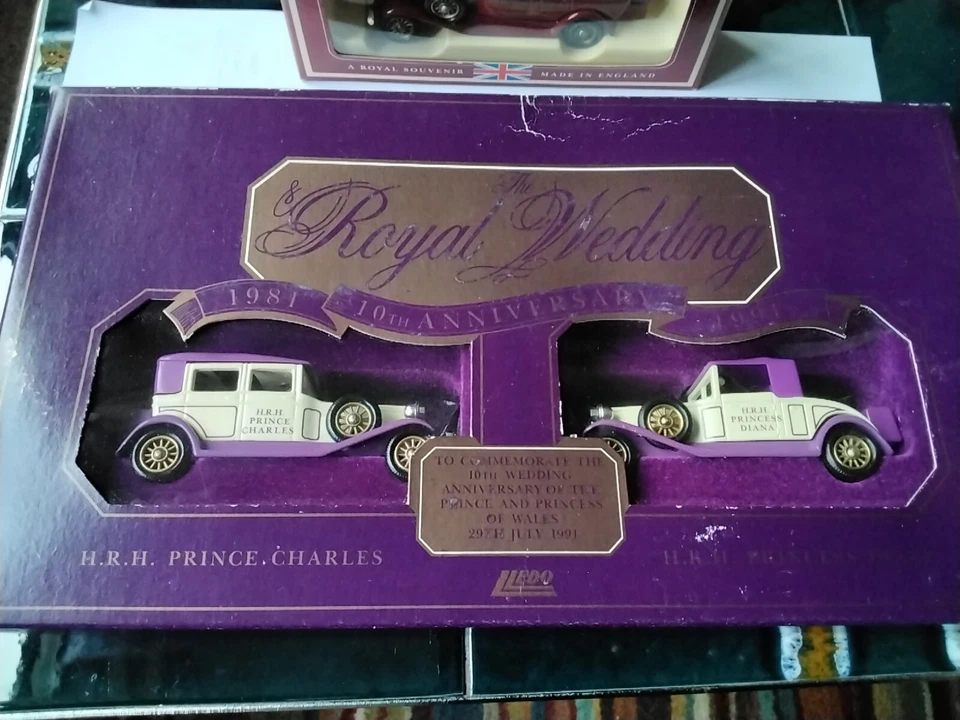 A ROYAL SOUVENIR MADE IN ENGLAND
The
Royal Wedding
1981 10TH ANNIVERSARY 1991
H.R.H.
PRINCE
CHARLES
H.R.H.
PRINCESS
DIANA
TO COMMEMORATE THE
10TH WEDDING
ANNIVERSARY OF THE
PRINCE AND PRINCESS
OF WALES
29TH JULY 1991
H.R.H. PRINCE CHARLES
H.R.H. PRINCESS
LLEDO